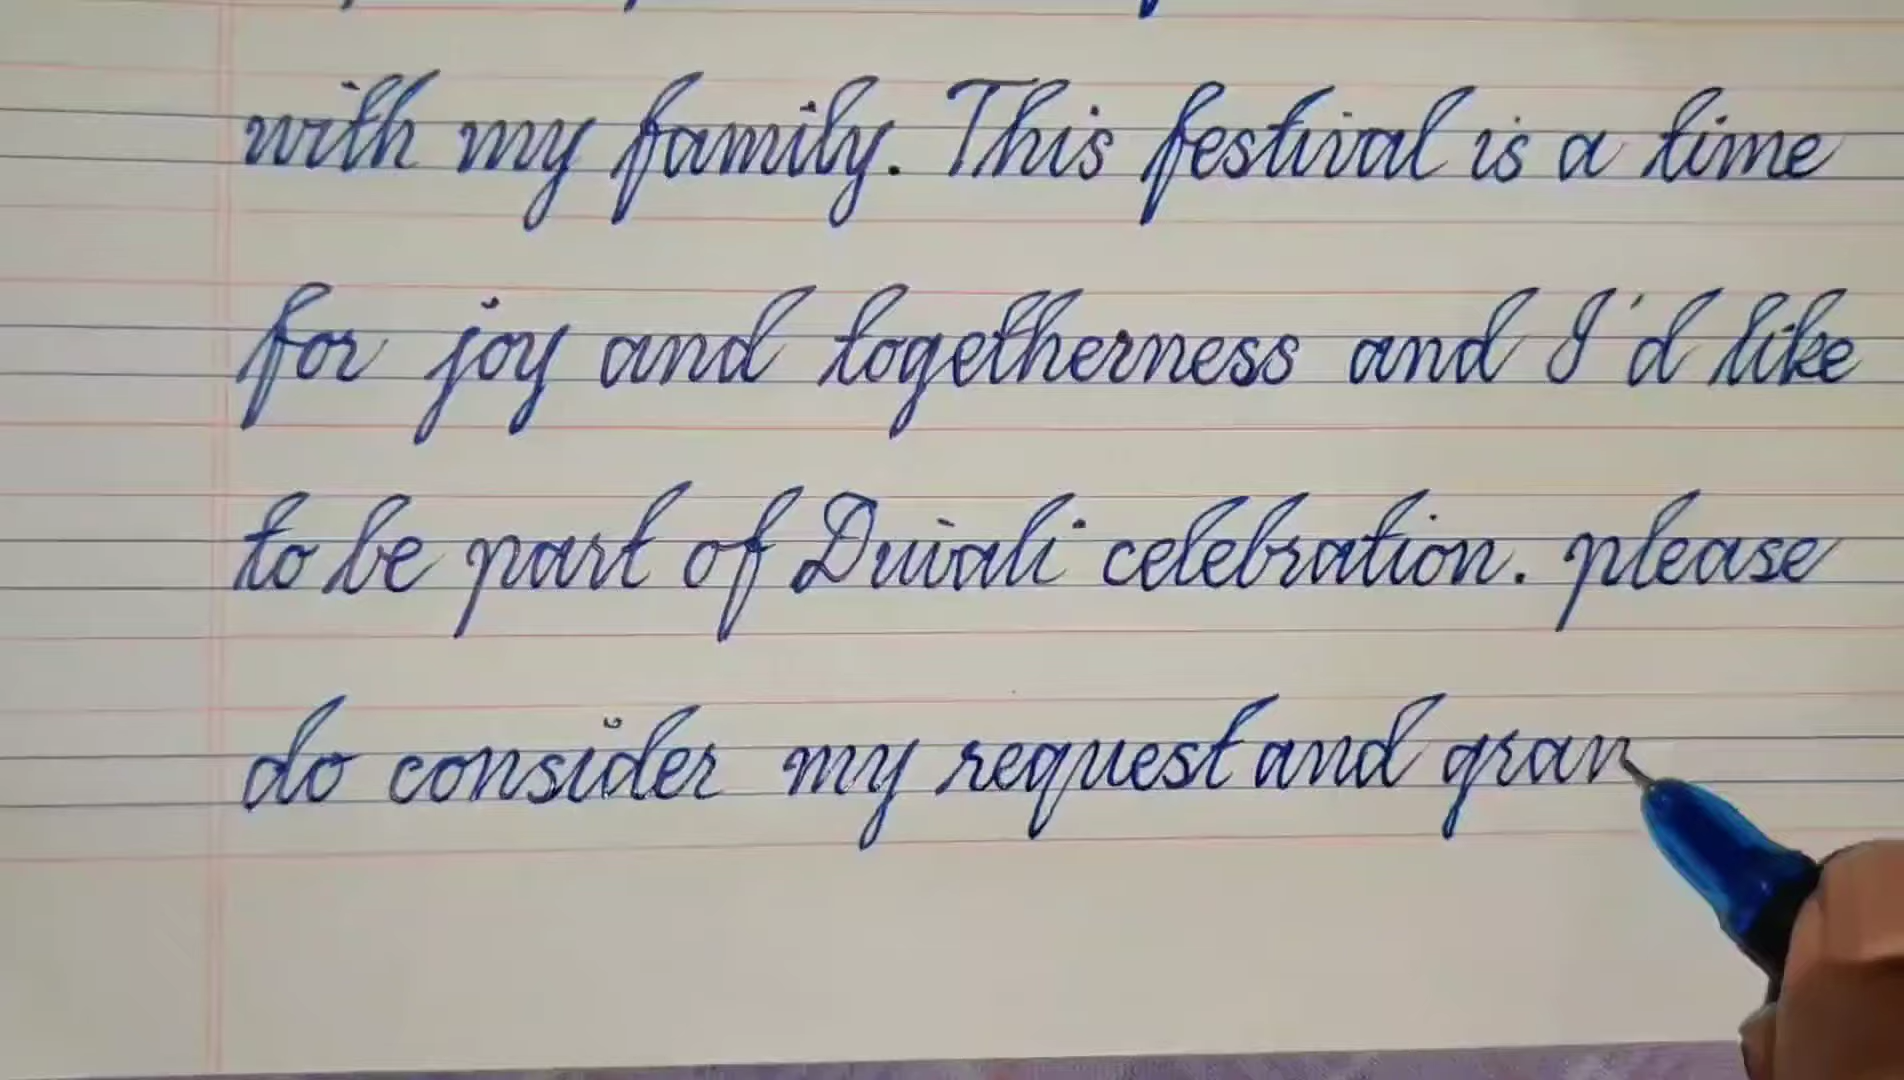 with my family. This festival is a time
for joy and togetherness and I'd like
to be part of Diwali celebration. please
do consider my request and gran